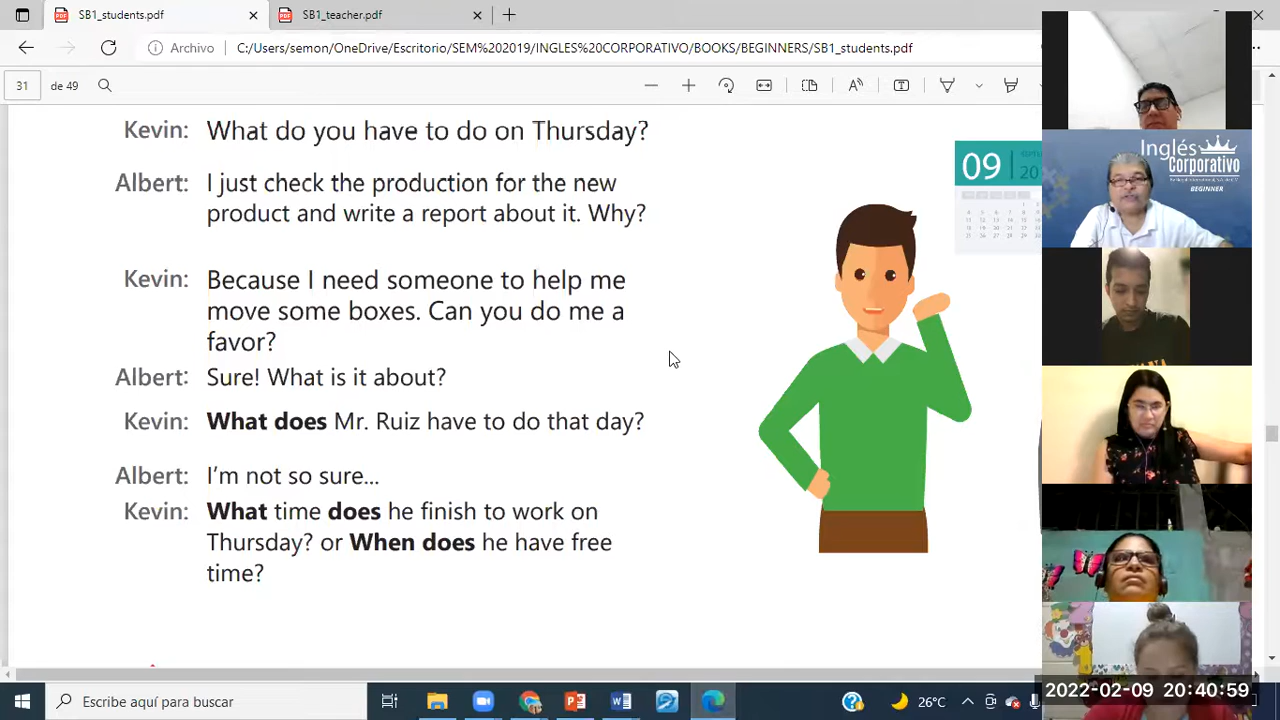 SB1_students.pdf
SB1_teacher.pdf
Archivo
C:/Users/semon/OneDrive/Escritorio/SEM%202019/INGLES%20CORPORATIVO/BOOKS/BEGINNERS/SB1_students.pdf
31 de 49
Kevin: What do you have to do on Thursday?
Albert: I just check the production for the new
product and write a report about it. Why?
Kevin: Because I need someone to help me
move some boxes. Can you do me a
favor?
Albert: Sure! What is it about?
Kevin: What does Mr. Ruiz have to do that day?
Albert: I'm not so sure...
Kevin: What time does he finish to work on
Thursday? or When does he have free
time?
09
20
Inglés
Corporativo
BEGINNER
Escribe aquí para buscar
26°C
2022-02-09 20:40:59